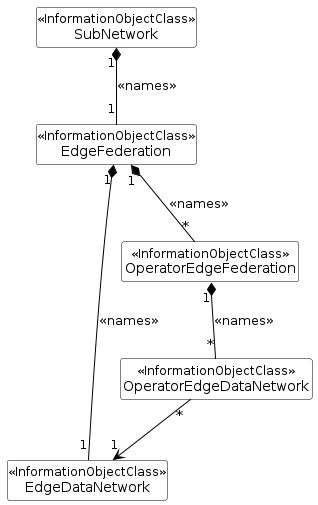 «InformationObjectClass»
SubNetwork
1
«names»
1
«InformationObjectClass»
EdgeFederation
1
1
«names»
*
«InformationObjectClass»
OperatorEdgeFederation
1
«names»
«names»
*
«InformationObjectClass»
OperatorEdgeDataNetwork
*
1
1
«InformationObjectClass»
EdgeDataNetwork